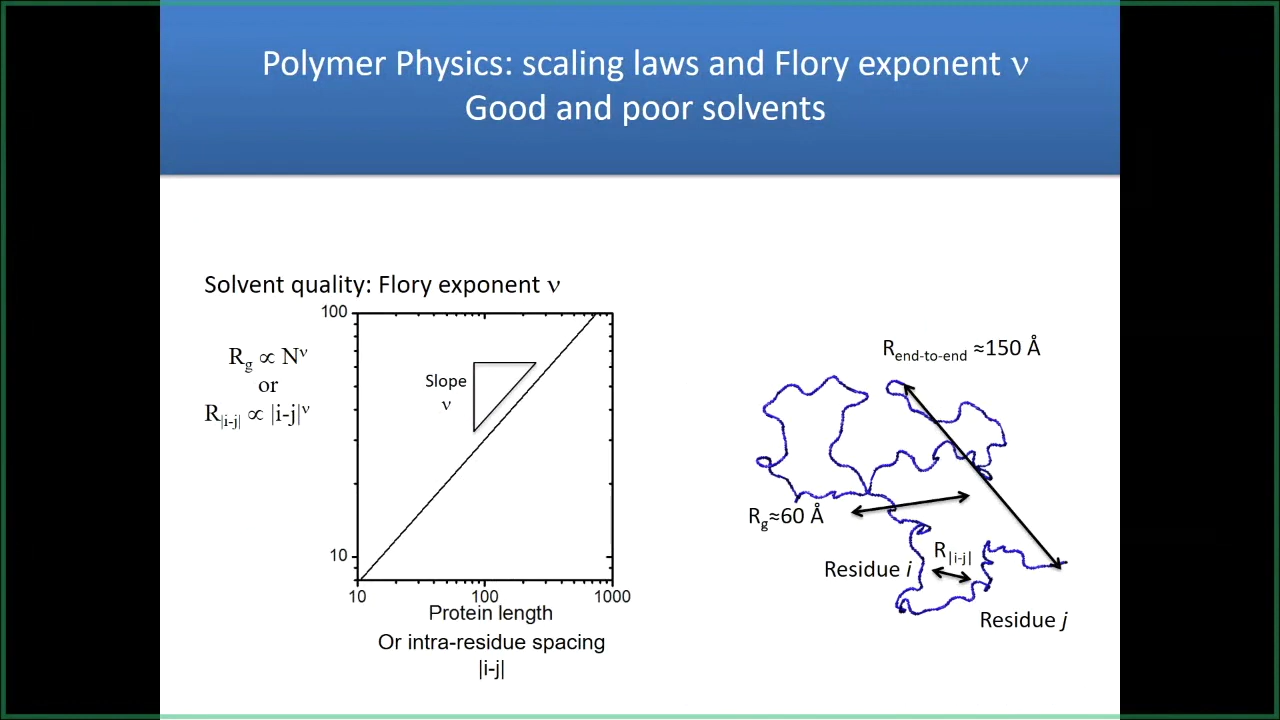 Polymer Physics: scaling laws and Flory exponent ν
Good and poor solvents
Solvent quality: Flory exponent ν
Rg ∝ Nν
or
R|i-j| ∝ |i-j|ν
100
10
Slope
ν
10 100 1000
Protein length
Or intra-residue spacing
|i-j|
Rend-to-end ≈150 Å
Rg≈60 Å
R|i-j|
Residue i
Residue j